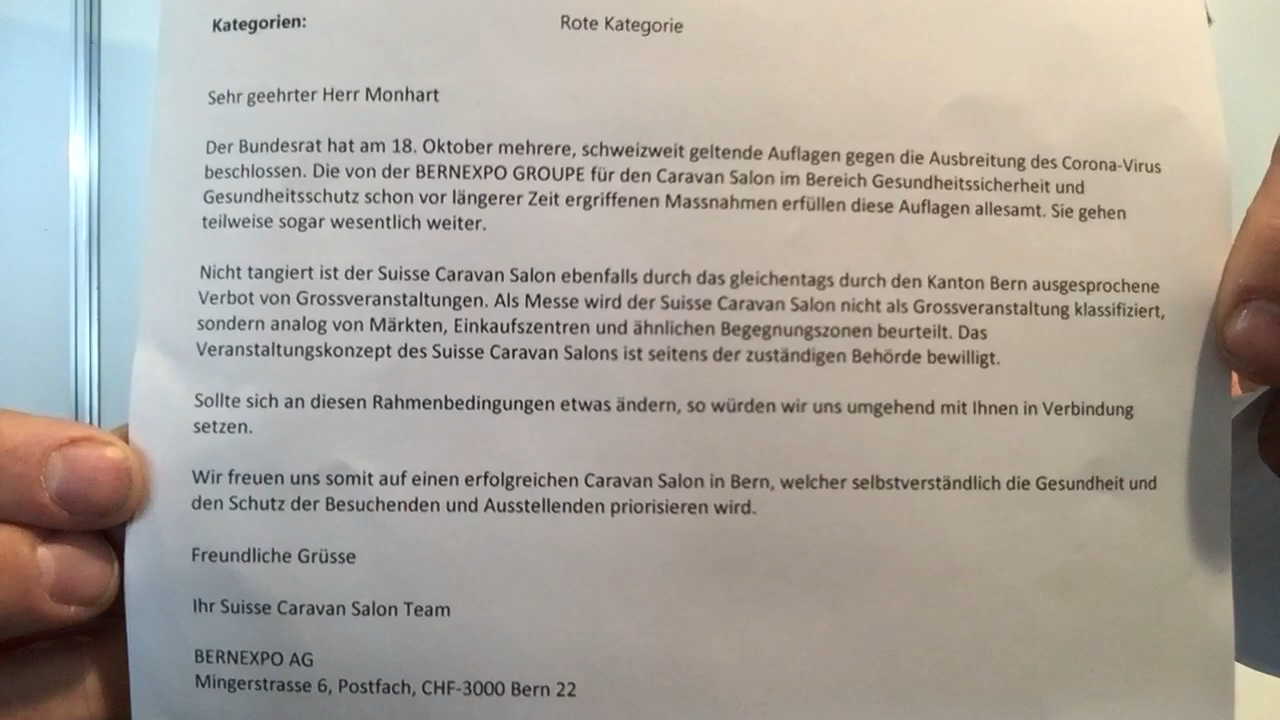 Kategorien: Rote Kategorie
Sehr geehrter Herr Monhart
Der Bundesrat hat am 18. Oktober mehrere, schweizweit geltende Auflagen gegen die Ausbreitung des Corona-Virus
beschlossen. Die von der BERNEXPO GROUPE für den Caravan Salon im Bereich Gesundheitssicherheit und
Gesundheitsschutz schon vor längerer Zeit ergriffenen Massnahmen erfüllen diese Auflagen allesamt. Sie gehen
teilweise sogar wesentlich weiter.
Nicht tangiert ist der Suisse Caravan Salon ebenfalls durch das gleichentags durch den Kanton Bern ausgesprochene
Verbot von Grossveranstaltungen. Als Messe wird der Suisse Caravan Salon nicht als Grossveranstaltung klassifiziert,
sondern analog von Märkten, Einkaufszentren und ähnlichen Begegnungszonen beurteilt. Das
Veranstaltungskonzept des Suisse Caravan Salons ist seitens der zuständigen Behörde bewilligt.
Sollte sich an diesen Rahmenbedingungen etwas ändern, so würden wir uns umgehend mit Ihnen in Verbindung
setzen.
Wir freuen uns somit auf einen erfolgreichen Caravan Salon in Bern, welcher selbstverständlich die Gesundheit und
den Schutz der Besuchenden und Ausstellenden priorisieren wird.
Freundliche Grüsse
Ihr Suisse Caravan Salon Team
BERNEXPO AG
Mingerstrasse 6, Postfach, CHF-3000 Bern 22